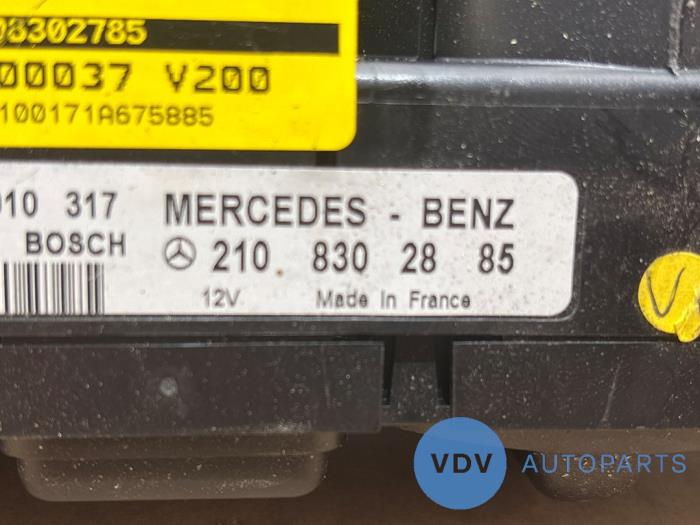 08302785
00037 V200
100171A675885
010 317 MERCEDES - BENZ
BOSCH 210 830 28 85
12V Made In France
V
VDV AUTOPARTS